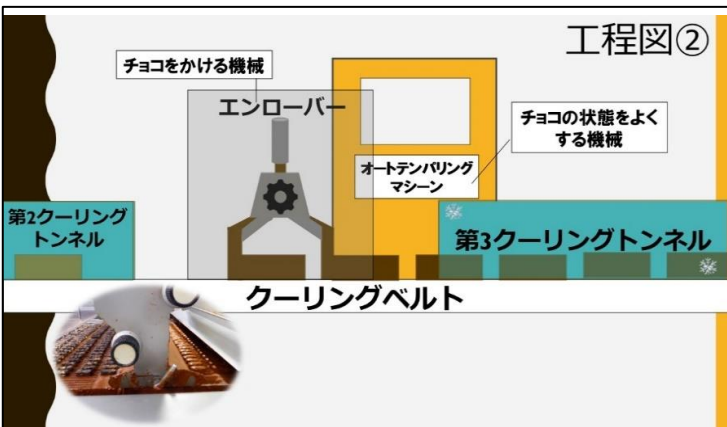 工程図②
チョコをかける機械
エンローバー
チョコの状態をよく
する機械
オートテンパリング
マシーン
第2クーリング
トンネル
第3クーリングトンネル
クーリングベルト